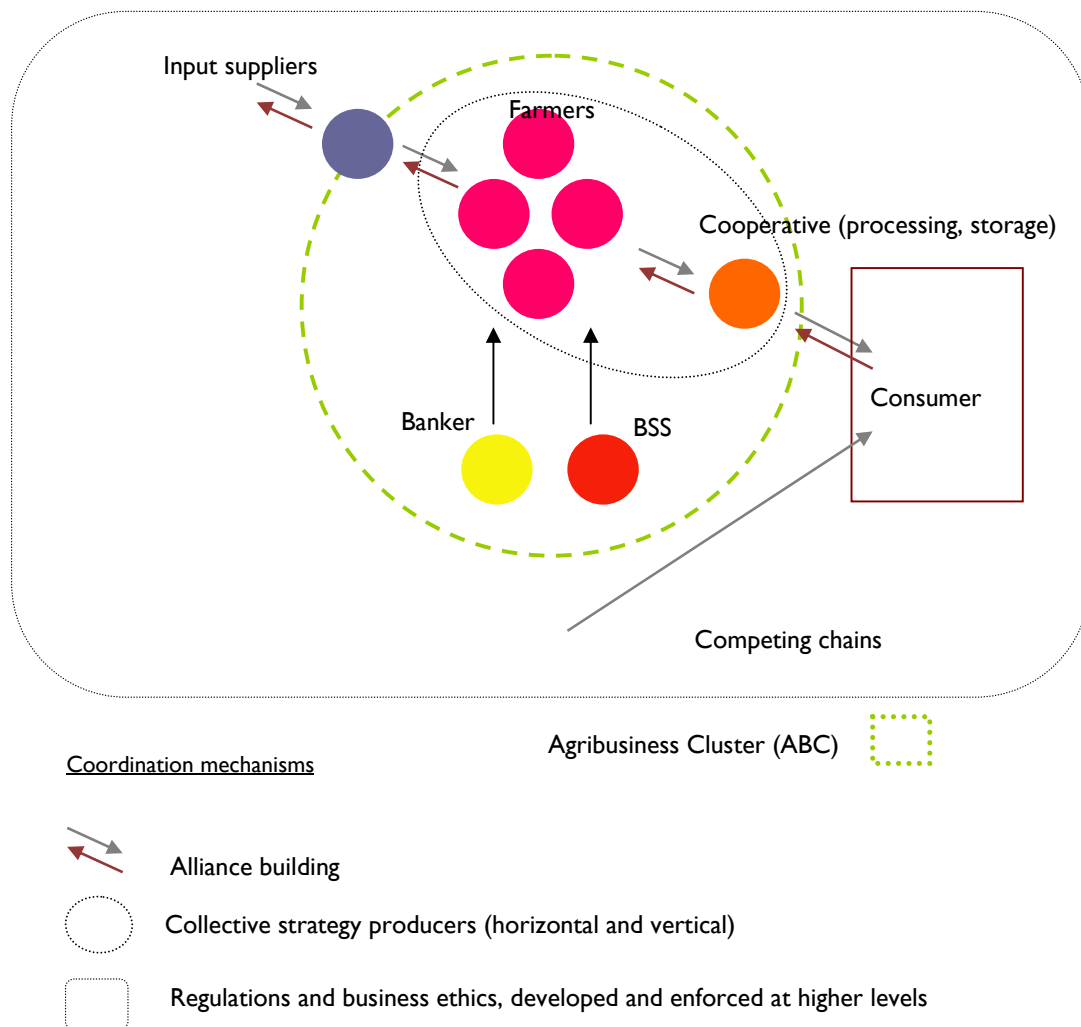 Input suppliers
Farmers
Cooperative (processing, storage)
Consumer
Banker
BSS
Competing chains
Agribusiness Cluster (ABC)
Coordination mechanisms
Alliance building
Collective strategy producers (horizontal and vertical)
Regulations and business ethics, developed and enforced at higher levels